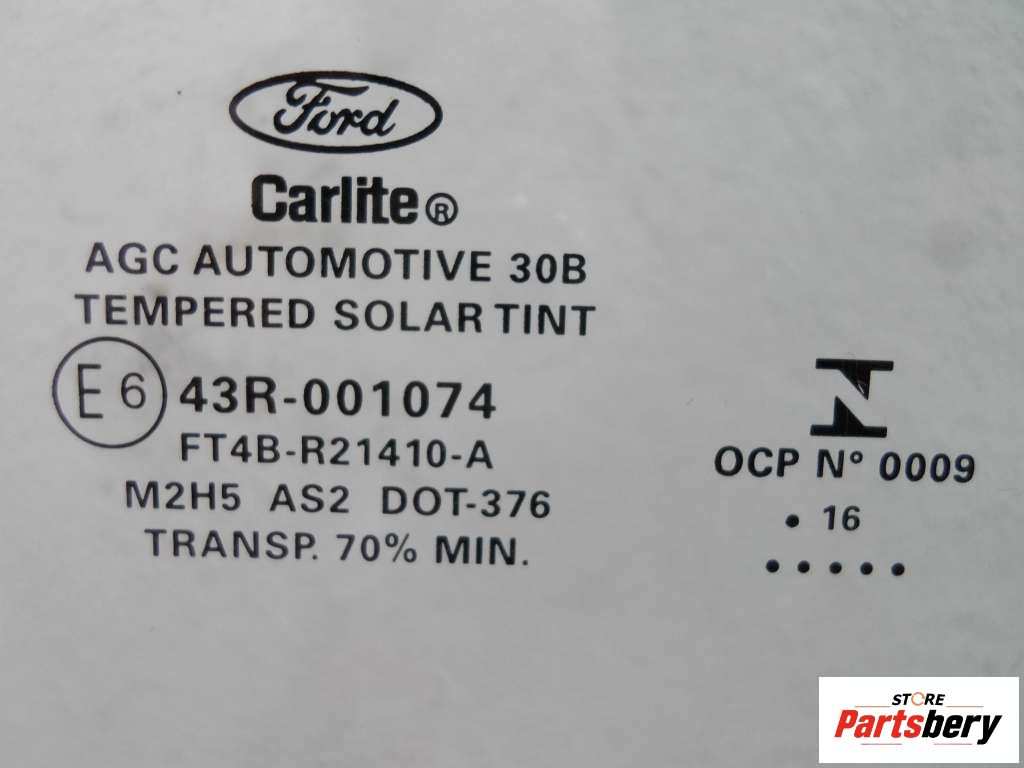 Ford
Carlite®
AGC AUTOMOTIVE 30B
TEMPERED SOLAR TINT
E6 43R-001074
FT4B-R21410-A
M2H5 AS2 DOT-376
TRANSP. 70% MIN.
OCP N° 0009
. 16
.....
STORE
Partsbery